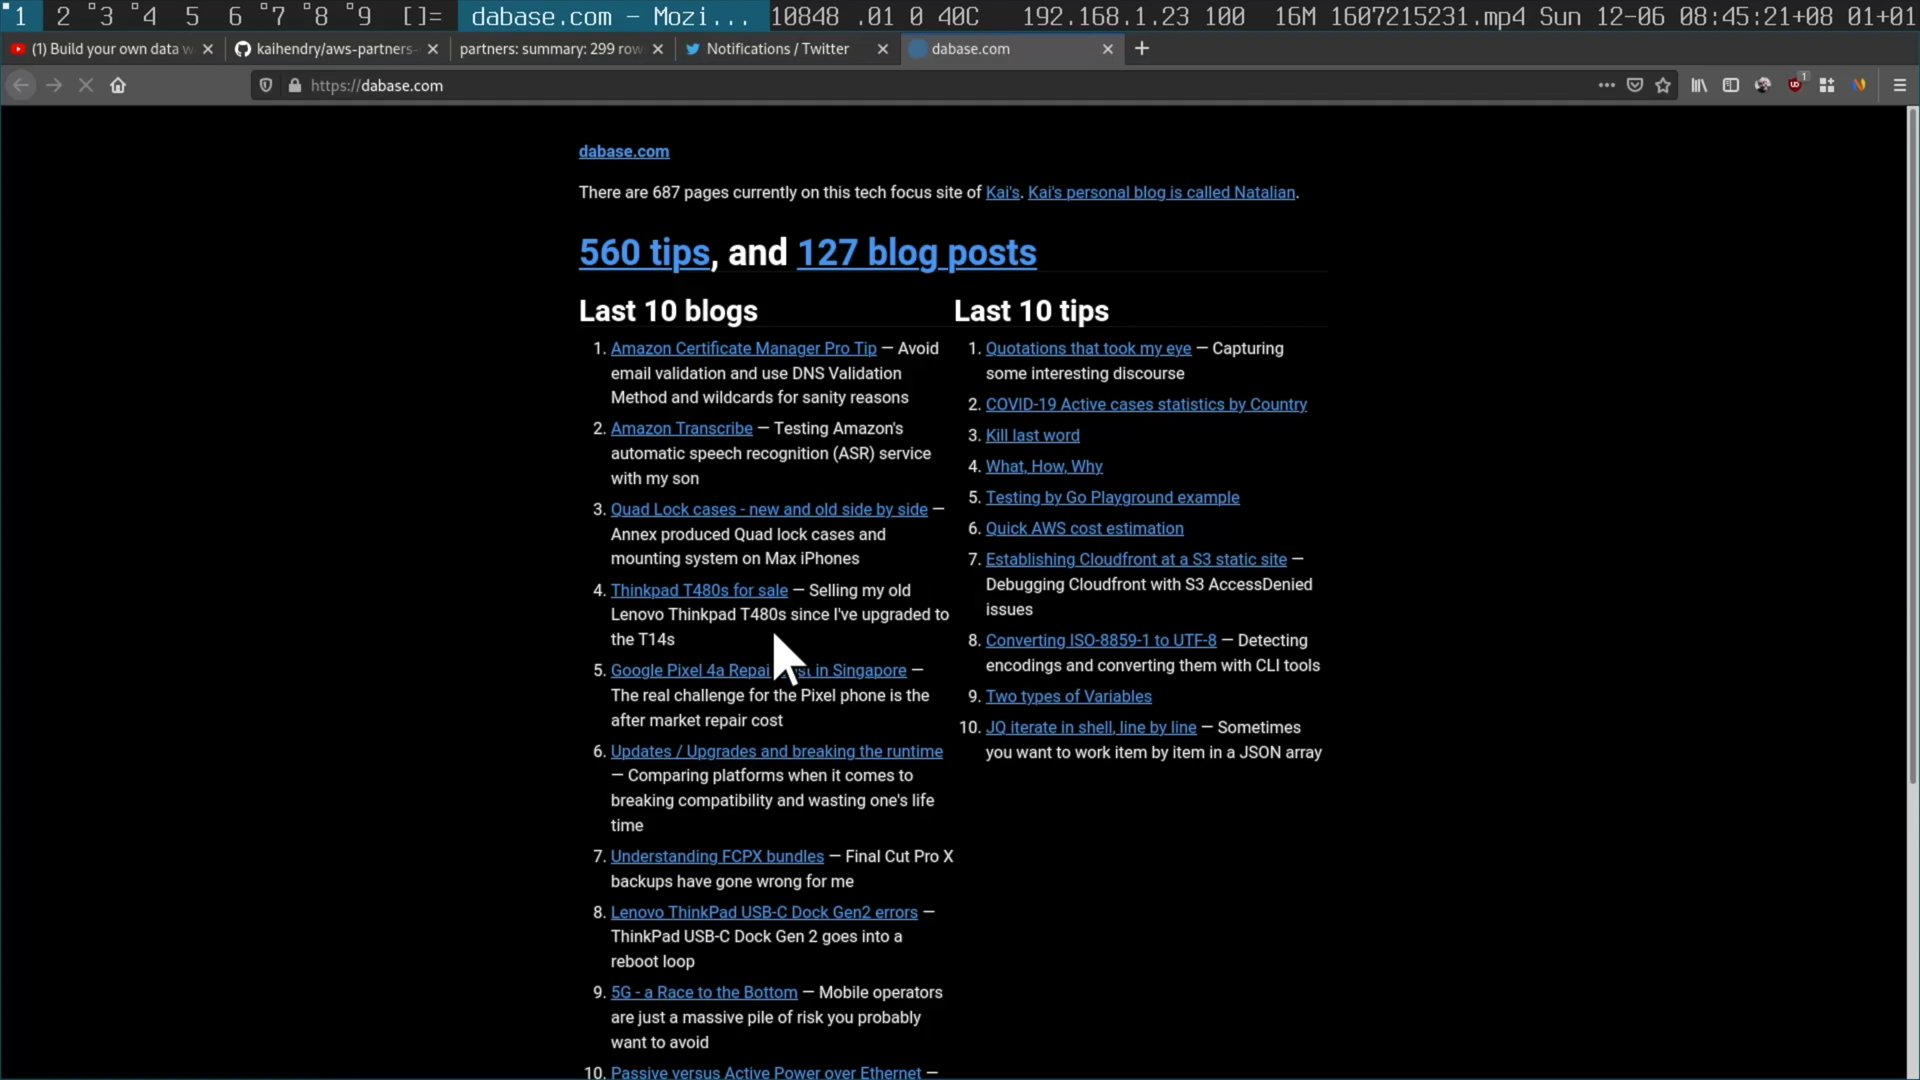 1 2 °3 °4 5 6 °7 °8 °9 []= dabase.com – Mozi... 10848 .01 0 40C 192.168.1.23 100 16M 1607215231.mp4 Sun 12-06 08:45:21+08 01+01
(1) Build your own data w
kaihendry/aws-partners-
partners: summary: 299 row
Notifications / Twitter
dabase.com
https://dabase.com
1
dabase.com
There are 687 pages currently on this tech focus site of Kai's. Kai's personal blog is called Natalian.
560 tips, and 127 blog posts
Last 10 blogs
1. Amazon Certificate Manager Pro Tip — Avoid
email validation and use DNS Validation
Method and wildcards for sanity reasons
2. Amazon Transcribe — Testing Amazon's
automatic speech recognition (ASR) service
with my son
3. Quad Lock cases - new and old side by side —
Annex produced Quad lock cases and
mounting system on Max iPhones
4. Thinkpad T480s for sale — Selling my old
Lenovo Thinkpad T480s since I've upgraded to
the T14s
5. Google Pixel 4a Repai in Singapore —
The real challenge for the Pixel phone is the
after market repair cost
6. Updates / Upgrades and breaking the runtime
— Comparing platforms when it comes to
breaking compatibility and wasting one's life
time
7. Understanding FCPX bundles — Final Cut Pro X
backups have gone wrong for me
8. Lenovo ThinkPad USB-C Dock Gen2 errors —
ThinkPad USB-C Dock Gen 2 goes into a
reboot loop
9. 5G - a Race to the Bottom — Mobile operators
are just a massive pile of risk you probably
want to avoid
10. Passive versus Active Power over Ethernet —
Last 10 tips
1. Quotations that took my eye — Capturing
some interesting discourse
2. COVID-19 Active cases statistics by Country
3. Kill last word
4. What, How, Why
5. Testing by Go Playground example
6. Quick AWS cost estimation
7. Establishing Cloudfront at a S3 static site —
Debugging Cloudfront with S3 AccessDenied
issues
8. Converting ISO-8859-1 to UTF-8 — Detecting
encodings and converting them with CLI tools
9. Two types of Variables
10. JQ iterate in shell, line by line — Sometimes
you want to work item by item in a JSON array